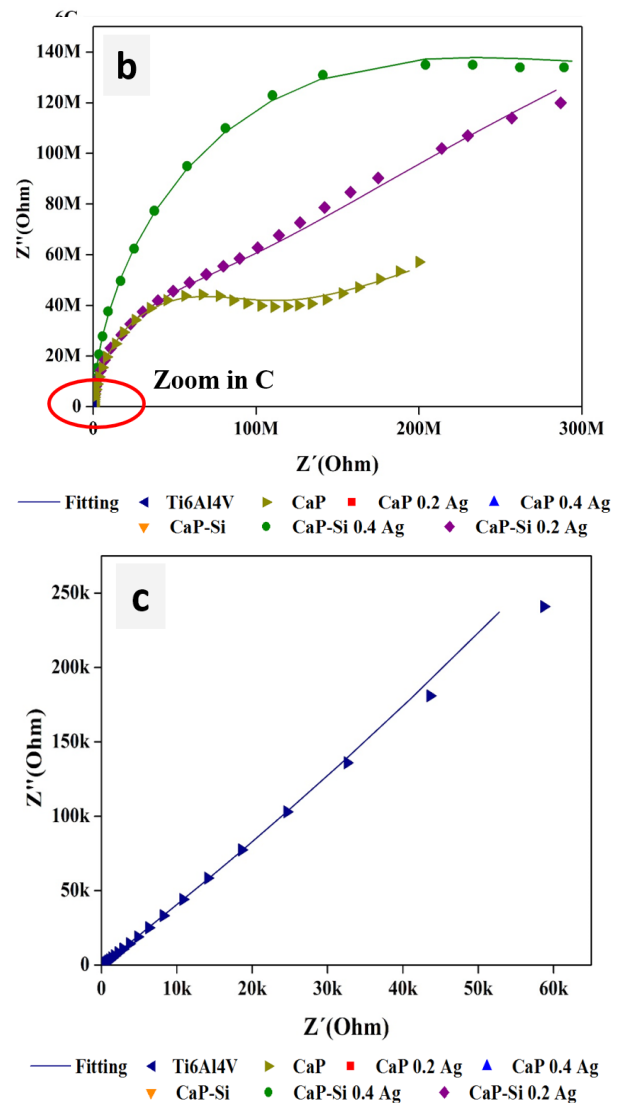 6G
b
140M
120M
100M
80M
60M
40M
20M
0
Z''(Ohm)
Zoom in C
0 100M 200M 300M
Z´(Ohm)
Fitting Ti6Al4V CaP CaP 0.2 Ag CaP 0.4 Ag
CaP-Si CaP-Si 0.4 Ag CaP-Si 0.2 Ag
c
250k
200k
150k
100k
50k
0
Z''(Ohm)
0 10k 20k 30k 40k 50k 60k
Z´(Ohm)
Fitting Ti6Al4V CaP CaP 0.2 Ag CaP 0.4 Ag
CaP-Si CaP-Si 0.4 Ag CaP-Si 0.2 Ag